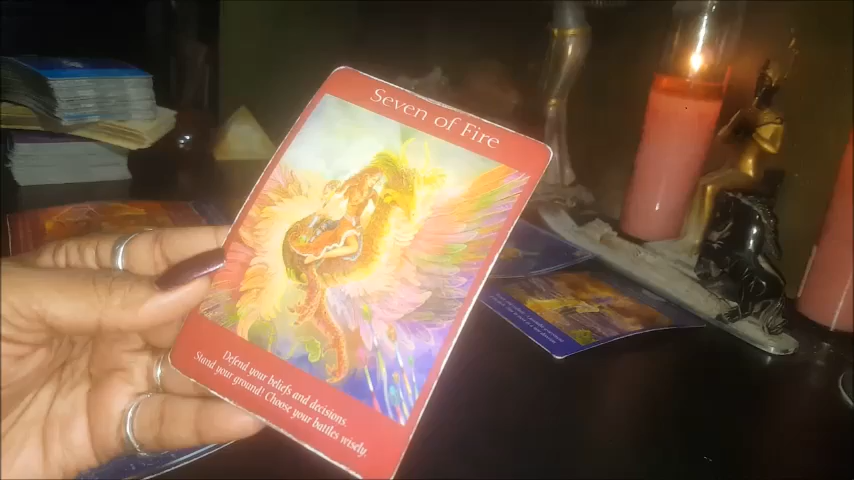 Seven of Fire
Defend your beliefs and decisions.
Stand your ground! Choose your battles wisely.